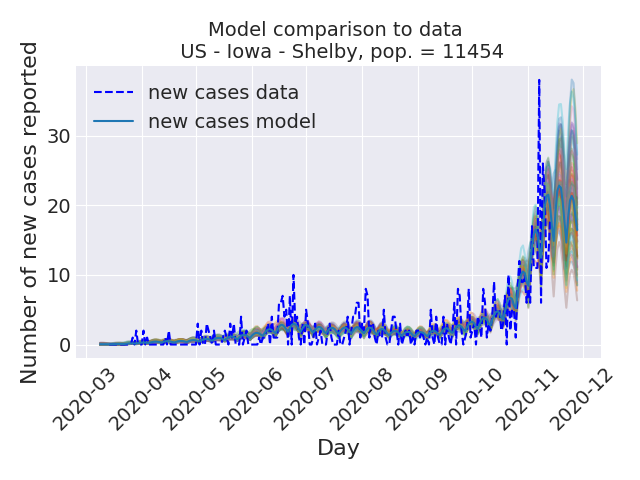 Model comparison to data
US - Iowa - Shelby, pop. = 11454
Number of new cases reported
new cases data
new cases model
30
20
10
0
2020-03
2020-04
2020-05
2020-06
2020-07
2020-08
2020-09
2020-10
2020-11
2020-12
Day